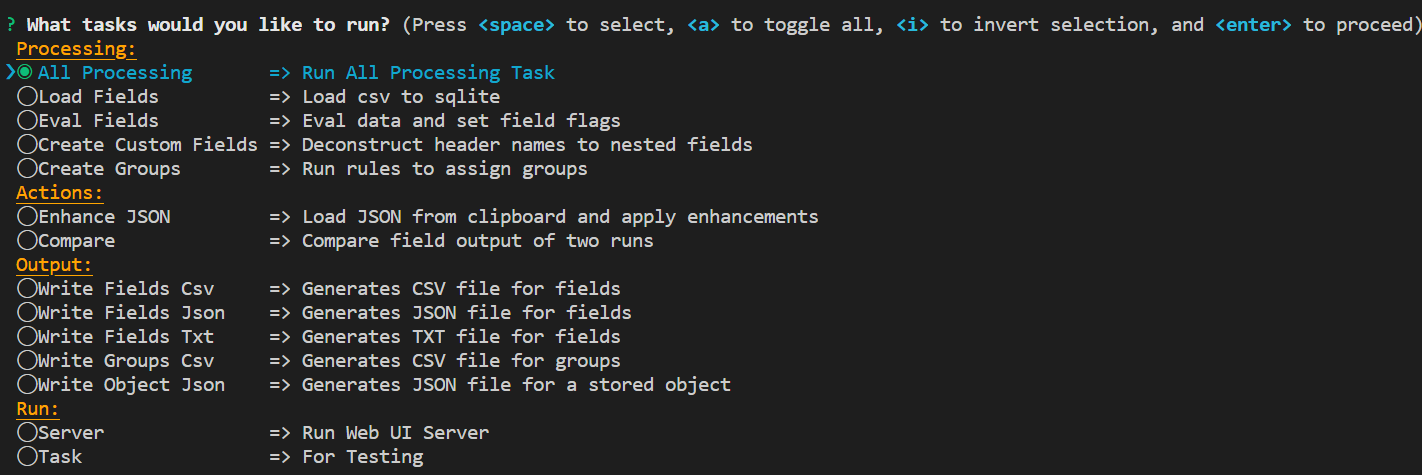 ? What tasks would you like to run? (Press <space> to select, <a> to toggle all, <i> to invert selection, and <enter> to proceed)
Processing:
❯◉ All Processing => Run All Processing Task
◯Load Fields => Load csv to sqlite
◯Eval Fields => Eval data and set field flags
◯Create Custom Fields => Deconstruct header names to nested fields
◯Create Groups => Run rules to assign groups
Actions:
◯Enhance JSON => Load JSON from clipboard and apply enhancements
◯Compare => Compare field output of two runs
Output:
◯Write Fields Csv => Generates CSV file for fields
◯Write Fields Json => Generates JSON file for fields
◯Write Fields Txt => Generates TXT file for fields
◯Write Groups Csv => Generates CSV file for groups
◯Write Object Json => Generates JSON file for a stored object
Run:
◯Server => Run Web UI Server
◯Task => For Testing